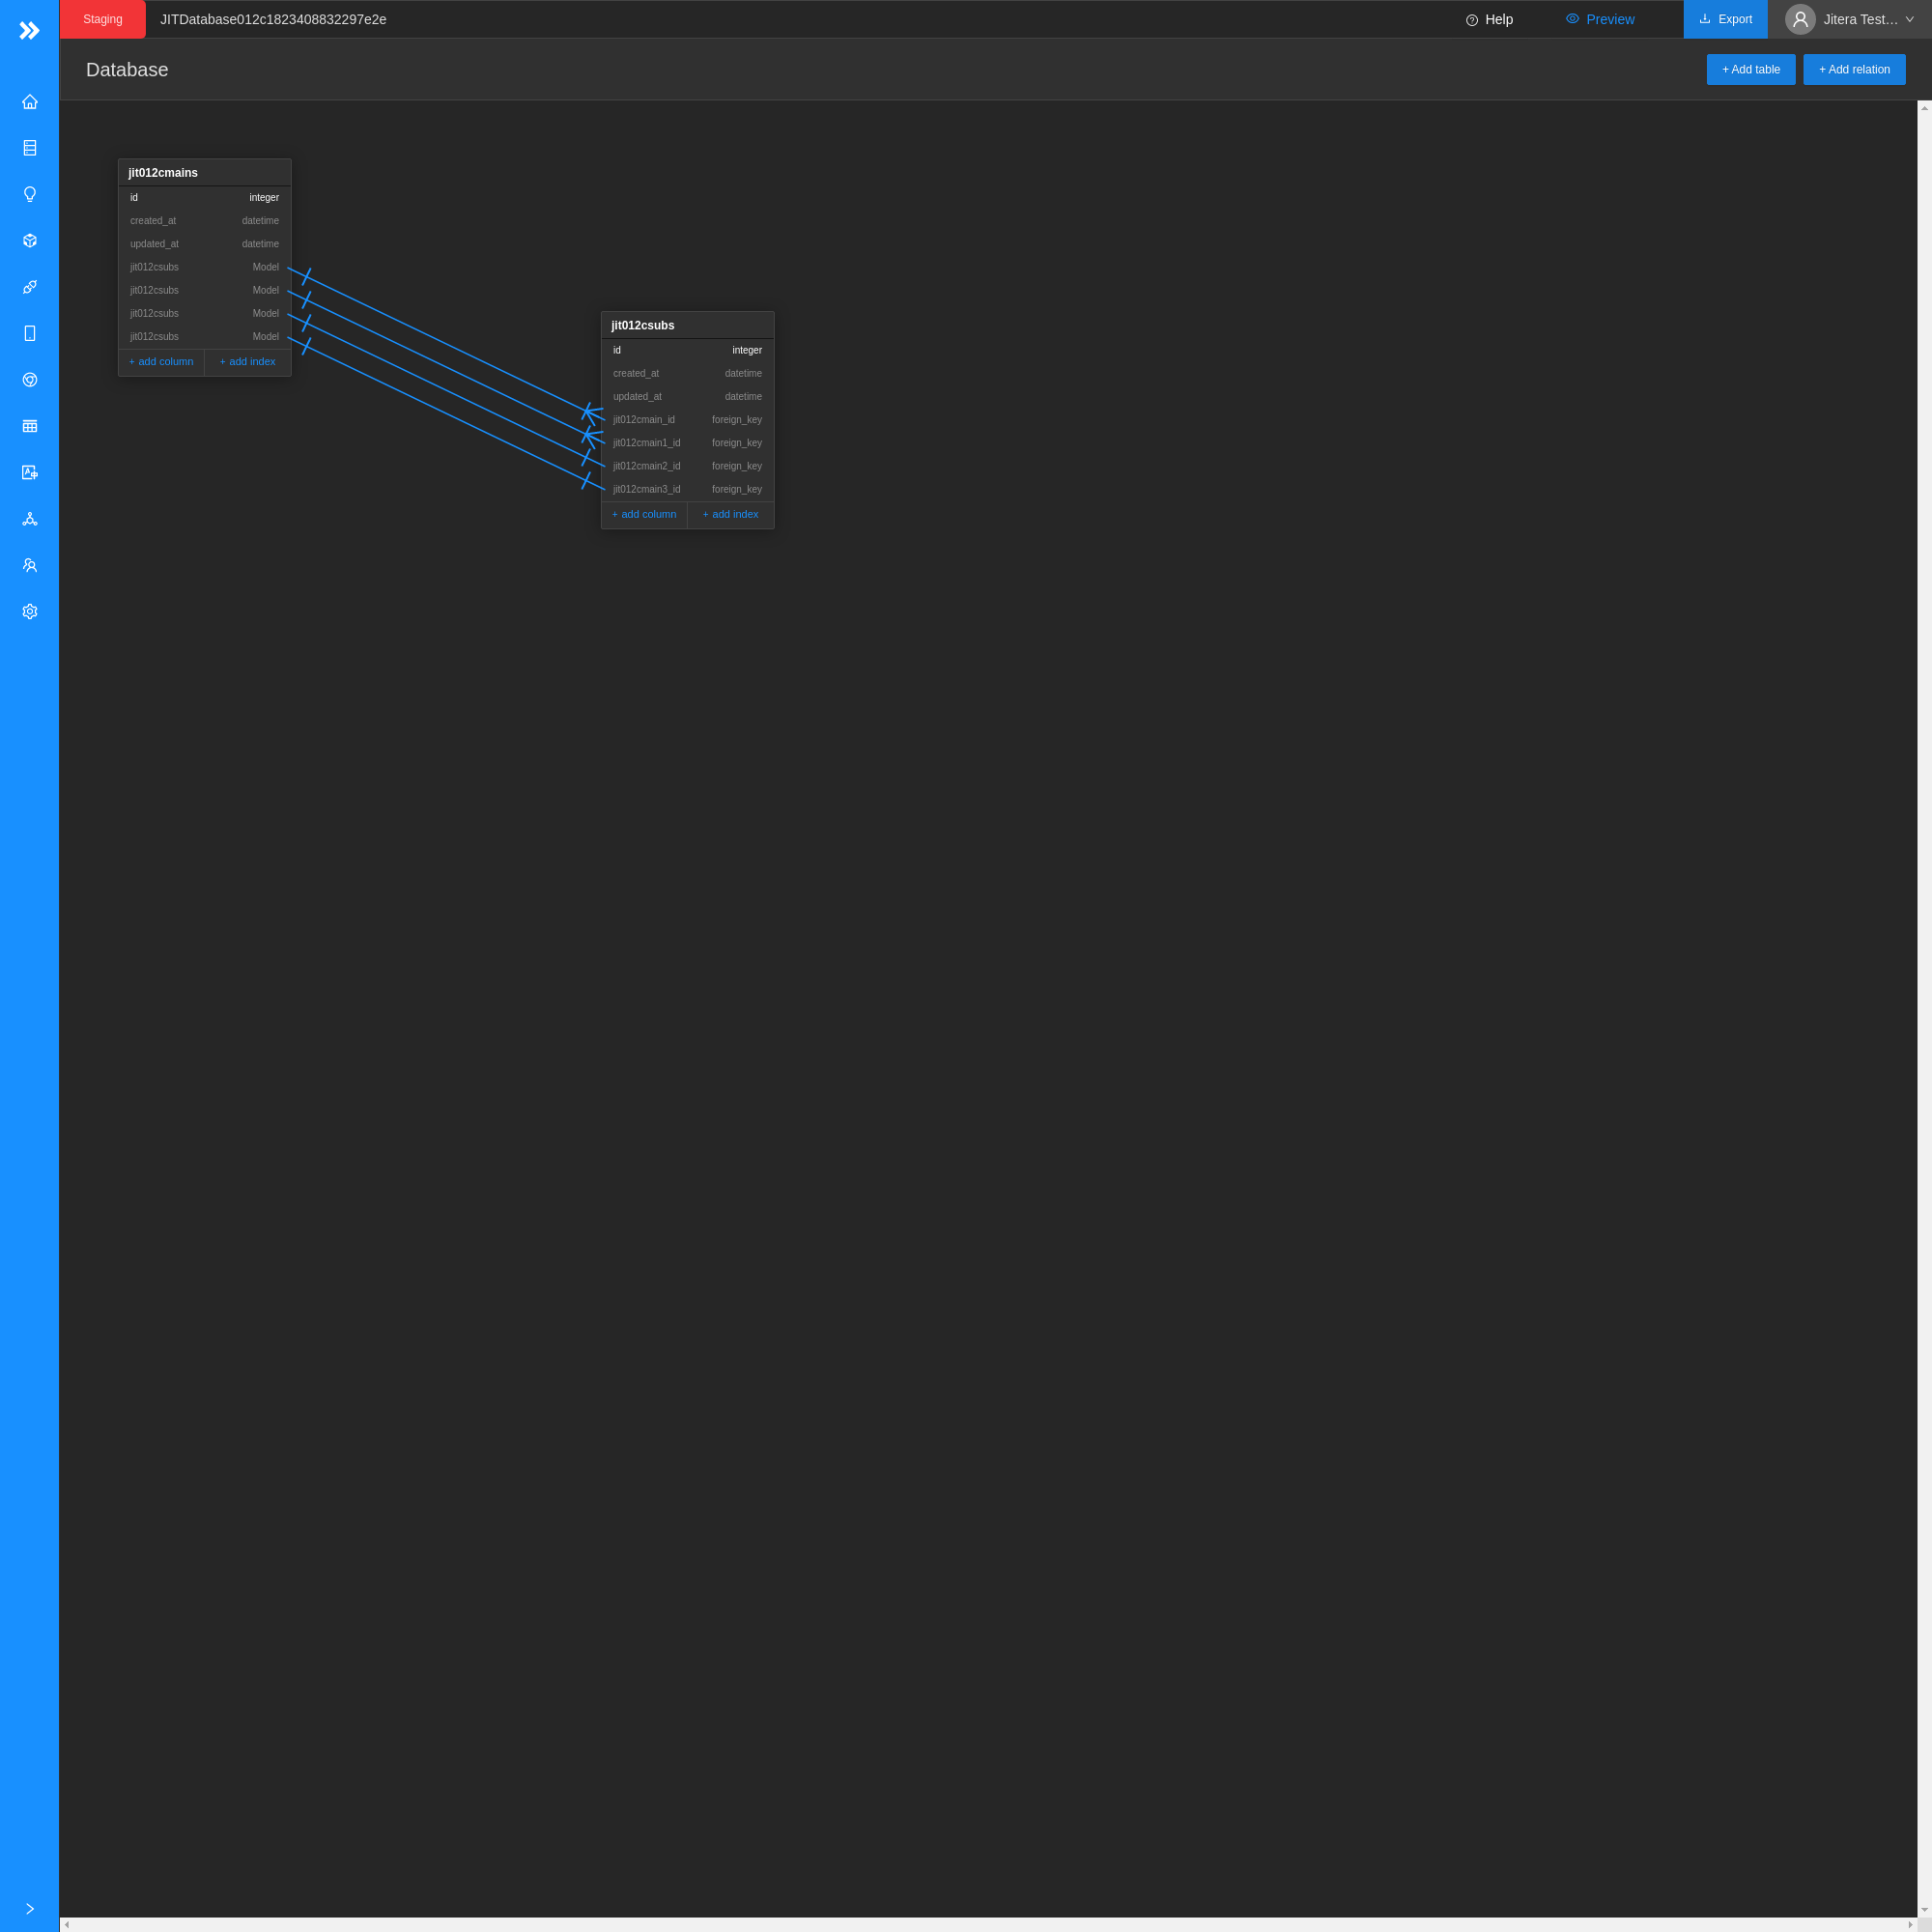 Staging JITDatabase012c1823408832297e2e Help Preview Export Jitera Test…
Database + Add table + Add relation
jit012cmains
id integer
created_at datetime
updated_at datetime
jit012csubs Model
jit012csubs Model
jit012csubs Model
jit012csubs Model
+ add column + add index
jit012csubs
id integer
created_at datetime
updated_at datetime
jit012cmain_id foreign_key
jit012cmain1_id foreign_key
jit012cmain2_id foreign_key
jit012cmain3_id foreign_key
+ add column + add index